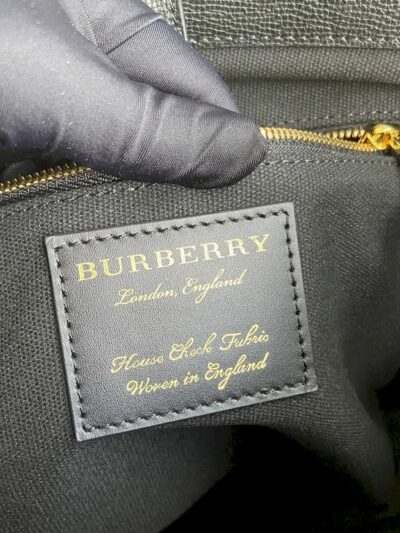 BURBERRY
London, England
House Check Fabric
Woven in England